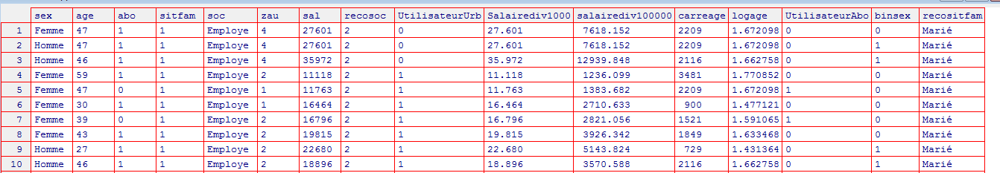 sex age abo sitfam soc zau sal recosoc UtilisateurUrb Salairediv1000 salairediv100000 carreage logage UtilisateurAbo binsex recositfam
1 Femme 47 1 1 Employe 4 27601 2 0 27.601 7618.152 2209 1.672098 0 0 Marié
2 Homme 47 1 1 Employe 4 27601 2 0 27.601 7618.152 2209 1.672098 0 1 Marié
3 Homme 46 1 1 Employe 4 35972 2 0 35.972 12939.848 2116 1.662758 0 1 Marié
4 Femme 59 1 1 Employe 2 11118 2 1 11.118 1236.099 3481 1.770852 0 0 Marié
5 Femme 47 0 1 Employe 1 11763 2 1 11.763 1383.682 2209 1.672098 1 0 Marié
6 Femme 30 1 1 Employe 1 16464 2 1 16.464 2710.633 900 1.477121 0 0 Marié
7 Femme 39 0 1 Employe 2 16796 2 1 16.796 2821.056 1521 1.591065 1 0 Marié
8 Femme 43 1 1 Employe 2 19815 2 1 19.815 3926.342 1849 1.633468 0 0 Marié
9 Homme 27 1 1 Employe 2 22680 2 1 22.680 5143.824 729 1.431364 0 1 Marié
10 Homme 46 1 1 Employe 2 18896 2 1 18.896 3570.588 2116 1.662758 0 1 Marié